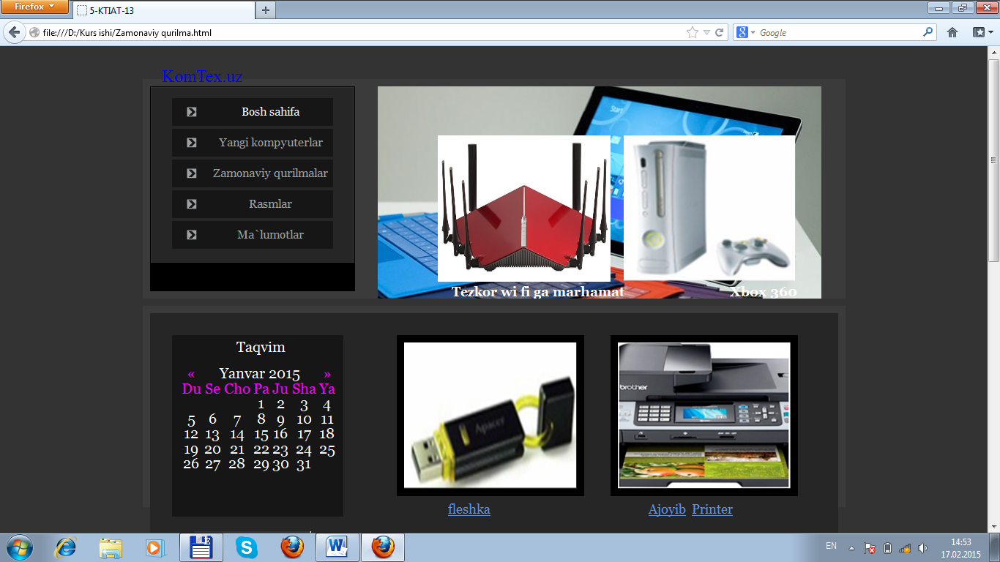 Firefox
5-KTIAT-13
file:///D:/Kurs ishi/Zamonaviy qurilma.html
Google
KomTex.uz
Bosh sahifa
Yangi kompyuterlar
Zamonaviy qurilmalar
Rasmlar
Ma`lumotlar
Start
Tezkor wi fi ga marhamat
Xbox 360
Taqvim
« Yanvar 2015 »
Du Se Cho Pa Ju Sha Ya
1 2 3 4
5 6 7 8 9 10 11
12 13 14 15 16 17 18
19 20 21 22 23 24 25
26 27 28 29 30 31
Apacer
brother
fleshka
Ajoyib Printer
EN
14:53
17.02.2015